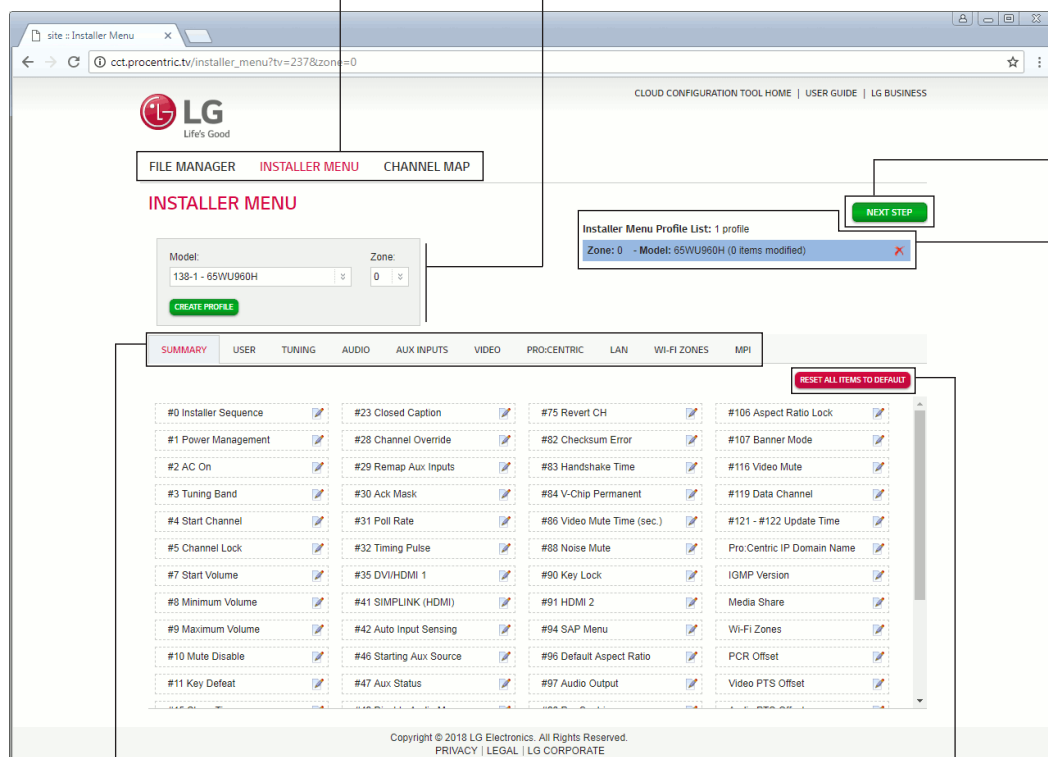 site :: Installer Menu
cct.procentric.tv/installer_menu?tv=237&zone=0
CLOUD CONFIGURATION TOOL HOME | USER GUIDE | LG BUSINESS
LG
Life's Good
FILE MANAGER INSTALLER MENU CHANNEL MAP
INSTALLER MENU
NEXT STEP
Installer Menu Profile List: 1 profile
Zone: 0 - Model: 65WU960H (0 items modified)
Model: Zone:
138-1 - 65WU960H 0
CREATE PROFILE
SUMMARY USER TUNING AUDIO AUX INPUTS VIDEO PRO:CENTRIC LAN WI-FI ZONES MPI
RESET ALL ITEMS TO DEFAULT
#0 Installer Sequence #23 Closed Caption #75 Revert CH #106 Aspect Ratio Lock
#1 Power Management #28 Channel Override #82 Checksum Error #107 Banner Mode
#2 AC On #29 Remap Aux Inputs #83 Handshake Time #116 Video Mute
#3 Tuning Band #30 Ack Mask #84 V-Chip Permanent #119 Data Channel
#4 Start Channel #31 Poll Rate #86 Video Mute Time (sec.) #121 - #122 Update Time
#5 Channel Lock #32 Timing Pulse #88 Noise Mute Pro:Centric IP Domain Name
#7 Start Volume #35 DVI/HDMI 1 #90 Key Lock IGMP Version
#8 Minimum Volume #41 SIMPLINK (HDMI) #91 HDMI 2 Media Share
#9 Maximum Volume #42 Auto Input Sensing #94 SAP Menu Wi-Fi Zones
#10 Mute Disable #46 Starting Aux Source #96 Default Aspect Ratio PCR Offset
#11 Key Defeat #47 Aux Status #97 Audio Output Video PTS Offset
Copyright © 2018 LG Electronics. All Rights Reserved.
PRIVACY | LEGAL | LG CORPORATE